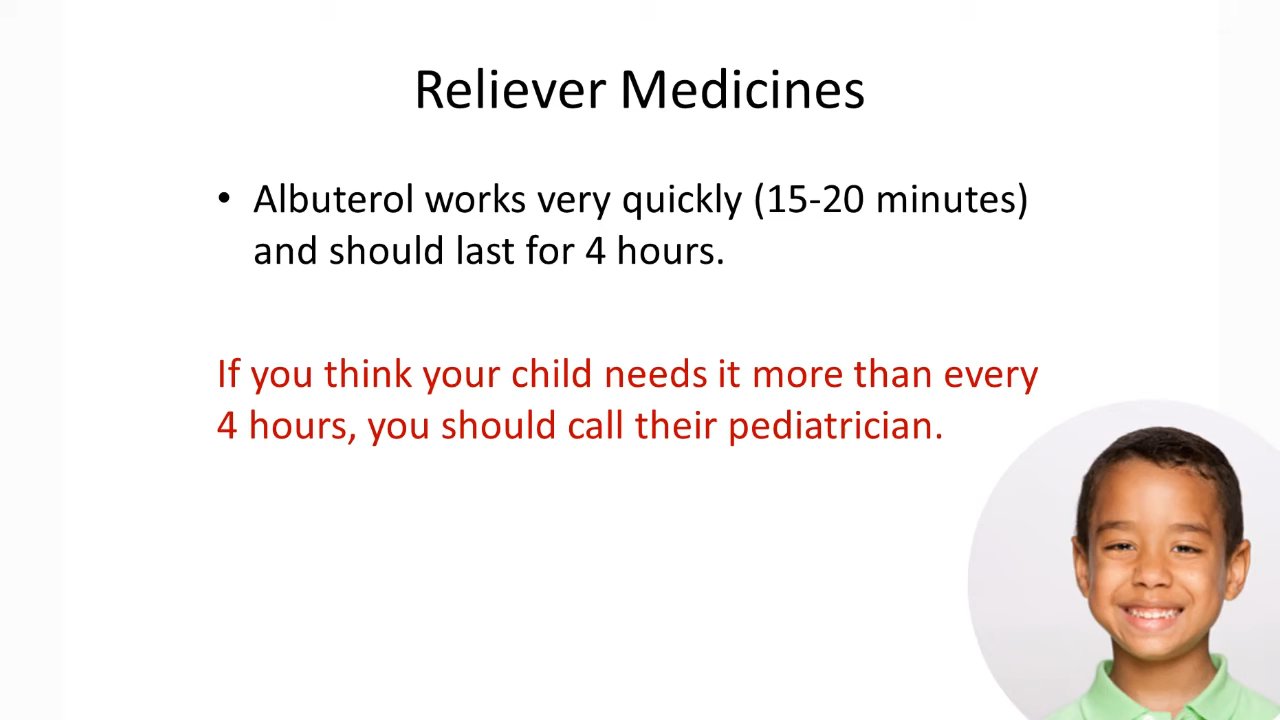 Reliever Medicines
• Albuterol works very quickly (15-20 minutes)
and should last for 4 hours.
If you think your child needs it more than every
4 hours, you should call their pediatrician.